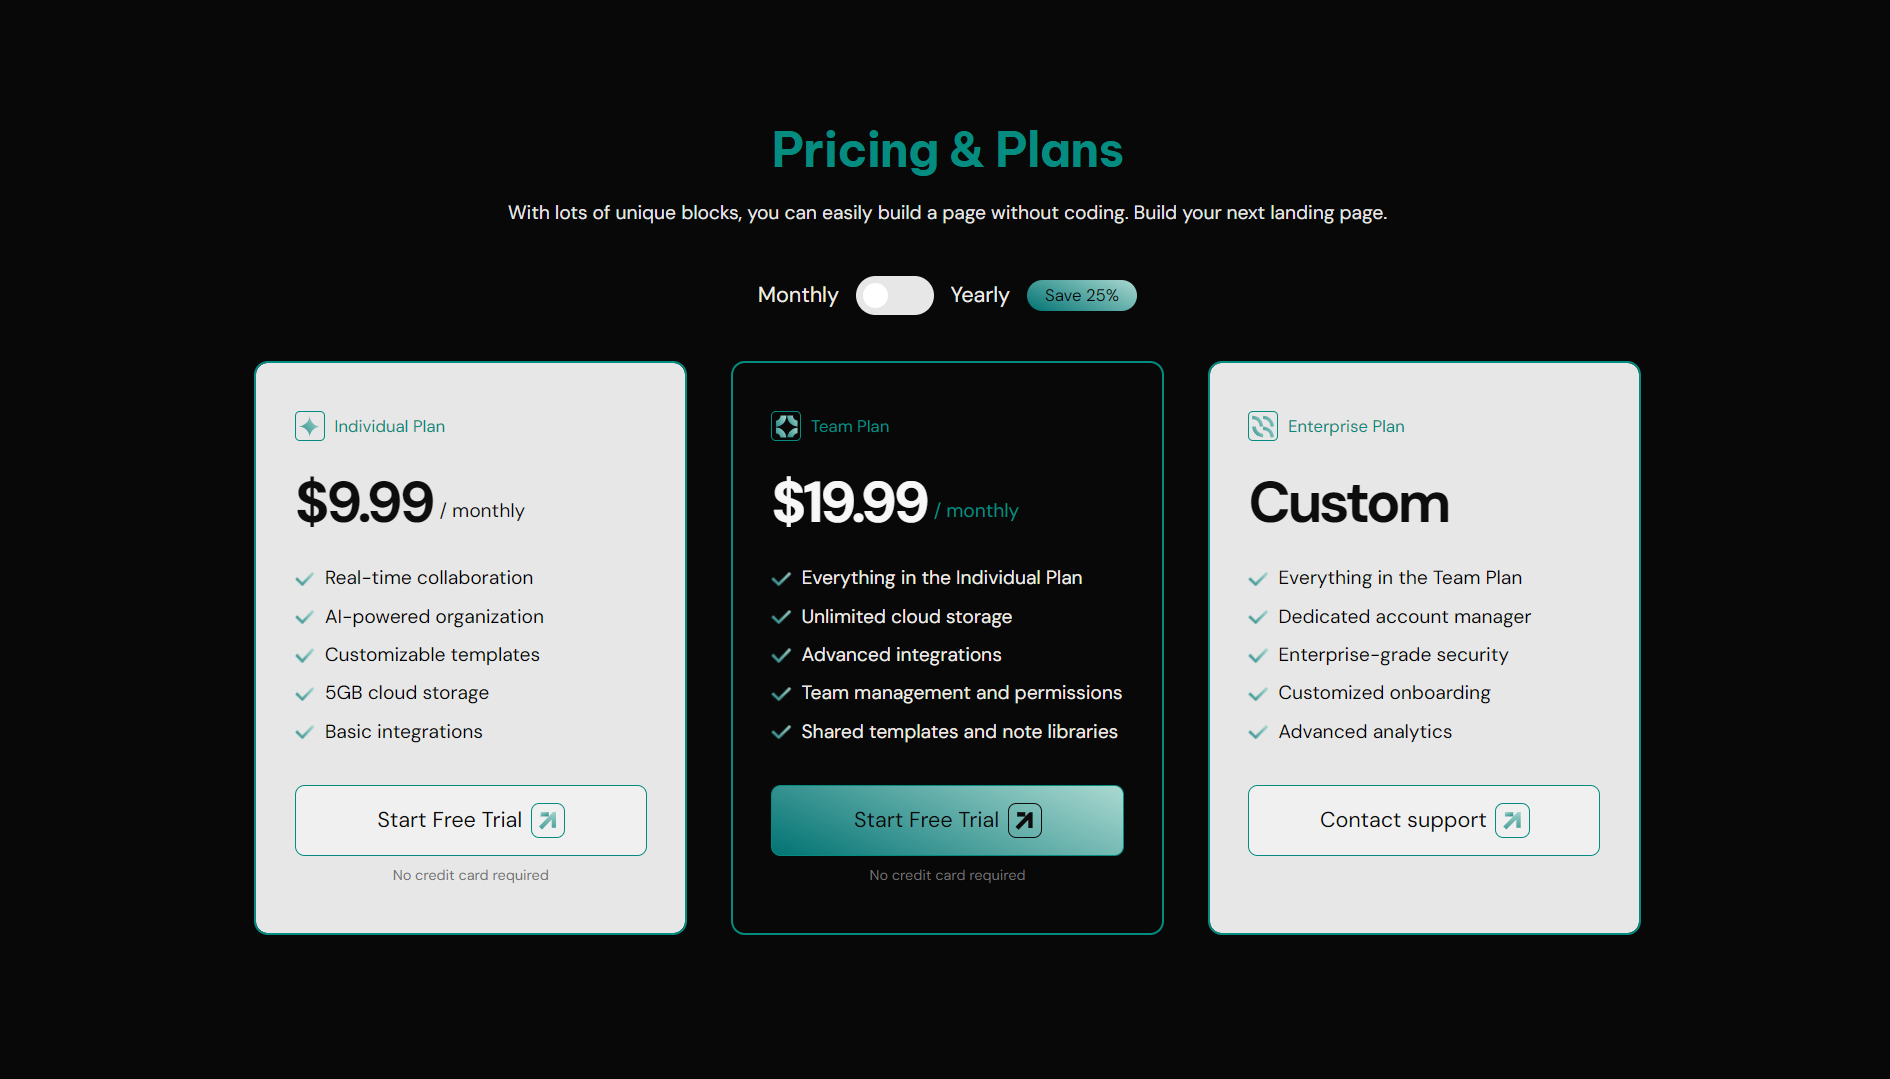 Pricing & Plans
With lots of unique blocks, you can easily build a page without coding. Build your next landing page.
Monthly
Yearly
Save 25%
Individual Plan
$9.99 / monthly
Real-time collaboration
AI-powered organization
Customizable templates
5GB cloud storage
Basic integrations
Start Free Trial
No credit card required
Team Plan
$19.99 / monthly
Everything in the Individual Plan
Unlimited cloud storage
Advanced integrations
Team management and permissions
Shared templates and note libraries
Start Free Trial
No credit card required
Enterprise Plan
Custom
Everything in the Team Plan
Dedicated account manager
Enterprise-grade security
Customized onboarding
Advanced analytics
Contact support